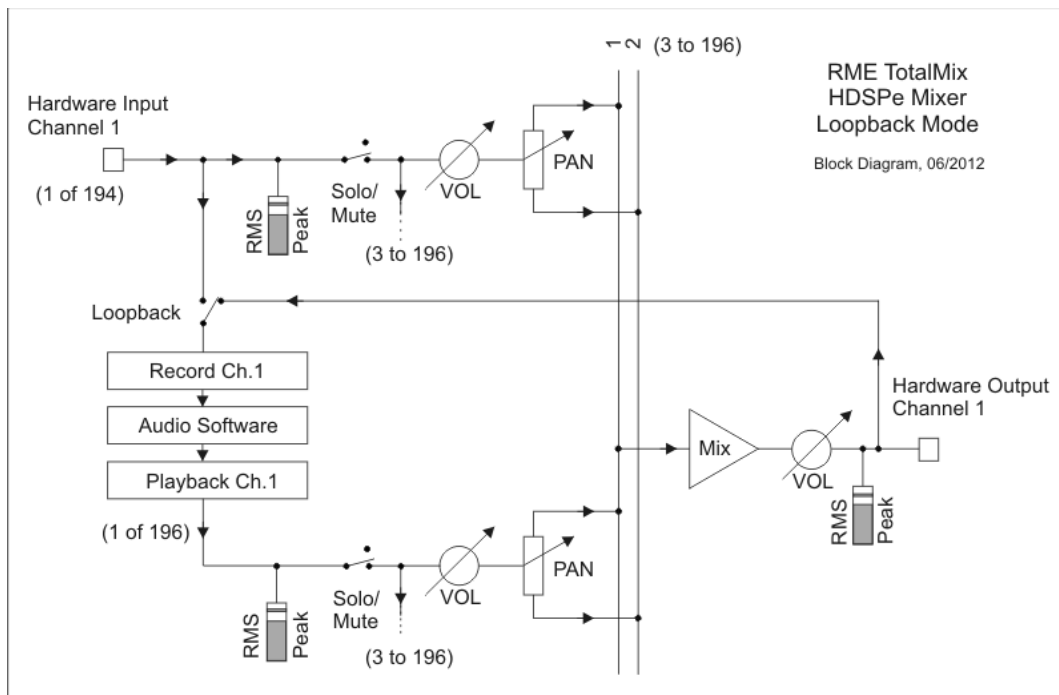 1
2
(3 to 196)
RME TotalMix
HDSPe Mixer
Loopback Mode
Block Diagram, 06/2012
Hardware Input
Channel 1
(1 of 194)
RMS
Peak
Solo/
Mute
(3 to 196)
VOL
PAN
Loopback
Record Ch.1
Audio Software
Playback Ch.1
(1 of 196)
Mix
VOL
Hardware Output
Channel 1
RMS
Peak
RMS
Peak
Solo/
Mute
(3 to 196)
VOL
PAN